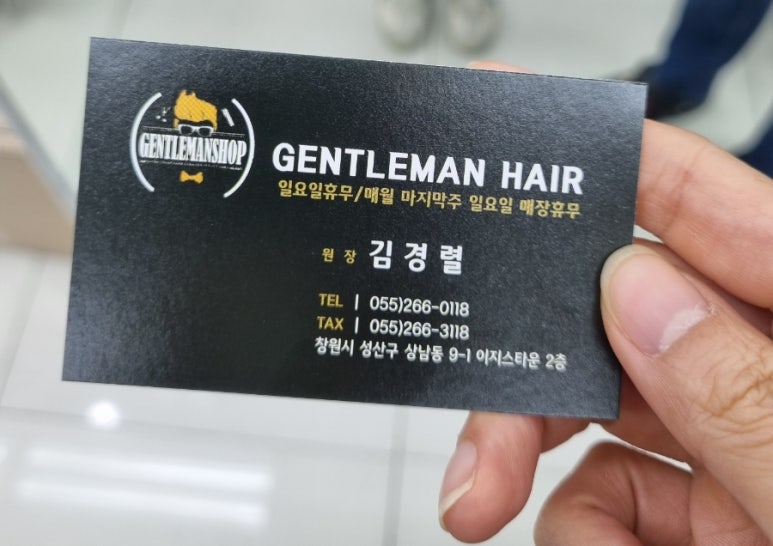 GENTLEMANSHOP
GENTLEMAN HAIR
일요일휴무/매월 마지막주 일요일 매장휴무
원 장 김경렬
TEL | 055)266-0118
TAX | 055)266-3118
창원시 성산구 상남동 9-1 이지스타운 2층